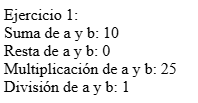 Ejercicio 1:
Suma de a y b: 10
Resta de a y b: 0
Multiplicación de a y b: 25
División de a y b: 1